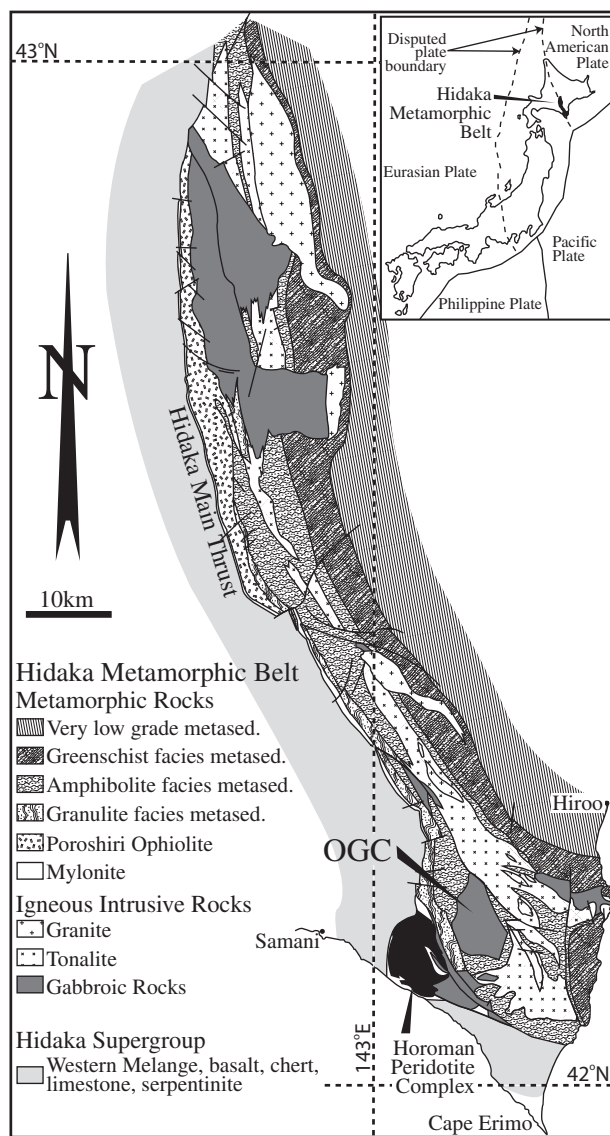 43°N
Disputed
plate
boundary
North
American
Plate
Hidaka
Metamorphic
Belt
Eurasian Plate
Pacific
Plate
Philippine Plate
N
Hidaka Main Thrust
10km
Hidaka Metamorphic Belt
Metamorphic Rocks
Very low grade metased.
Greenschist facies metased.
Amphibolite facies metased.
Granulite facies metased.
Poroshiri Ophiolite
Mylonite
Igneous Intrusive Rocks
Granite
Tonalite
Gabbroic Rocks
Hidaka Supergroup
Western Melange, basalt, chert,
limestone, serpentinite
Hiroo
OGC
Samani
143°E
Horoman
Peridotite
Complex
42°N
Cape Erimo